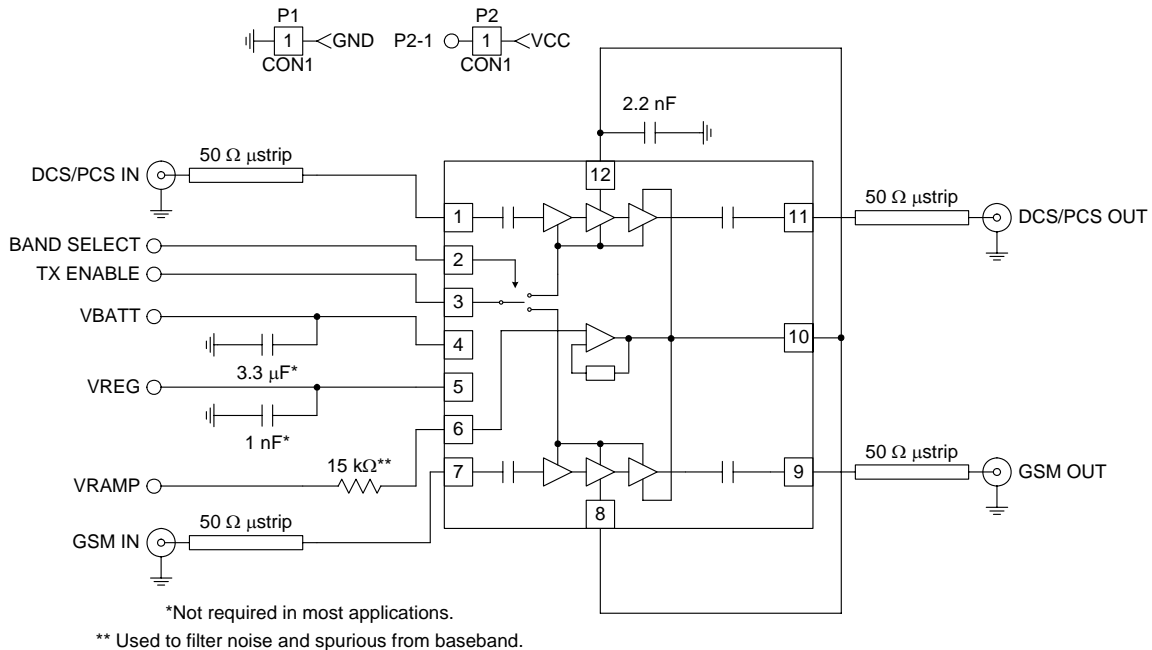 P1
1
GND
CON1
P2
P2-1
1
VCC
CON1
2.2 nF
DCS/PCS IN
50 Ω μstrip
12
1
11
50 Ω μstrip
DCS/PCS OUT
BAND SELECT
2
TX ENABLE
3
VBATT
4
10
3.3 μF*
VREG
5
1 nF*
6
15 kΩ**
VRAMP
7
9
50 Ω μstrip
GSM OUT
8
GSM IN
50 Ω μstrip
*Not required in most applications.
** Used to filter noise and spurious from baseband.